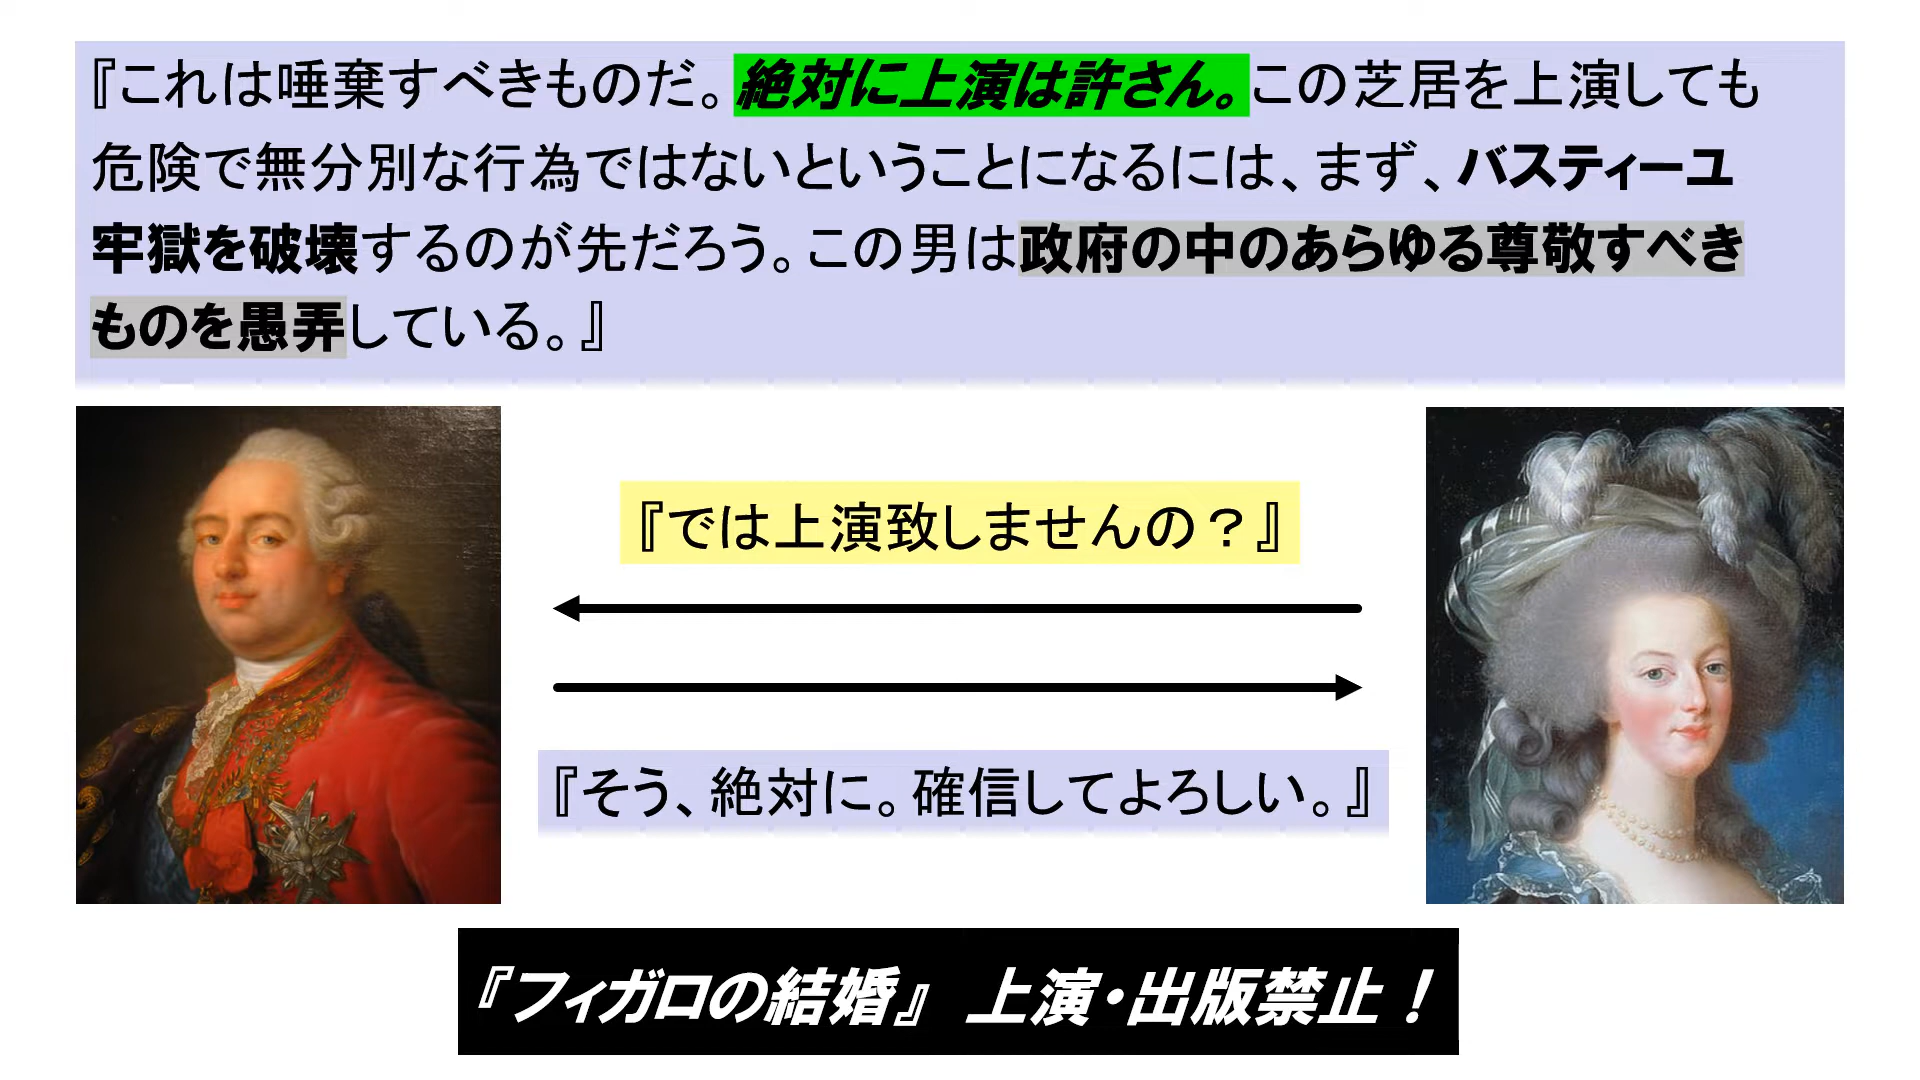 『これは唾棄すべきものだ。絶対に上演は許さん。この芝居を上演しても
危険で無分別な行為ではないということになるには、まず、バスティーユ
牢獄を破壊するのが先だろう。この男は政府の中のあらゆる尊敬すべき
ものを愚弄している。』
『では上演致しませんの？』
『そう、絶対に。確信してよろしい。』
『フィガロの結婚』 上演・出版禁止！